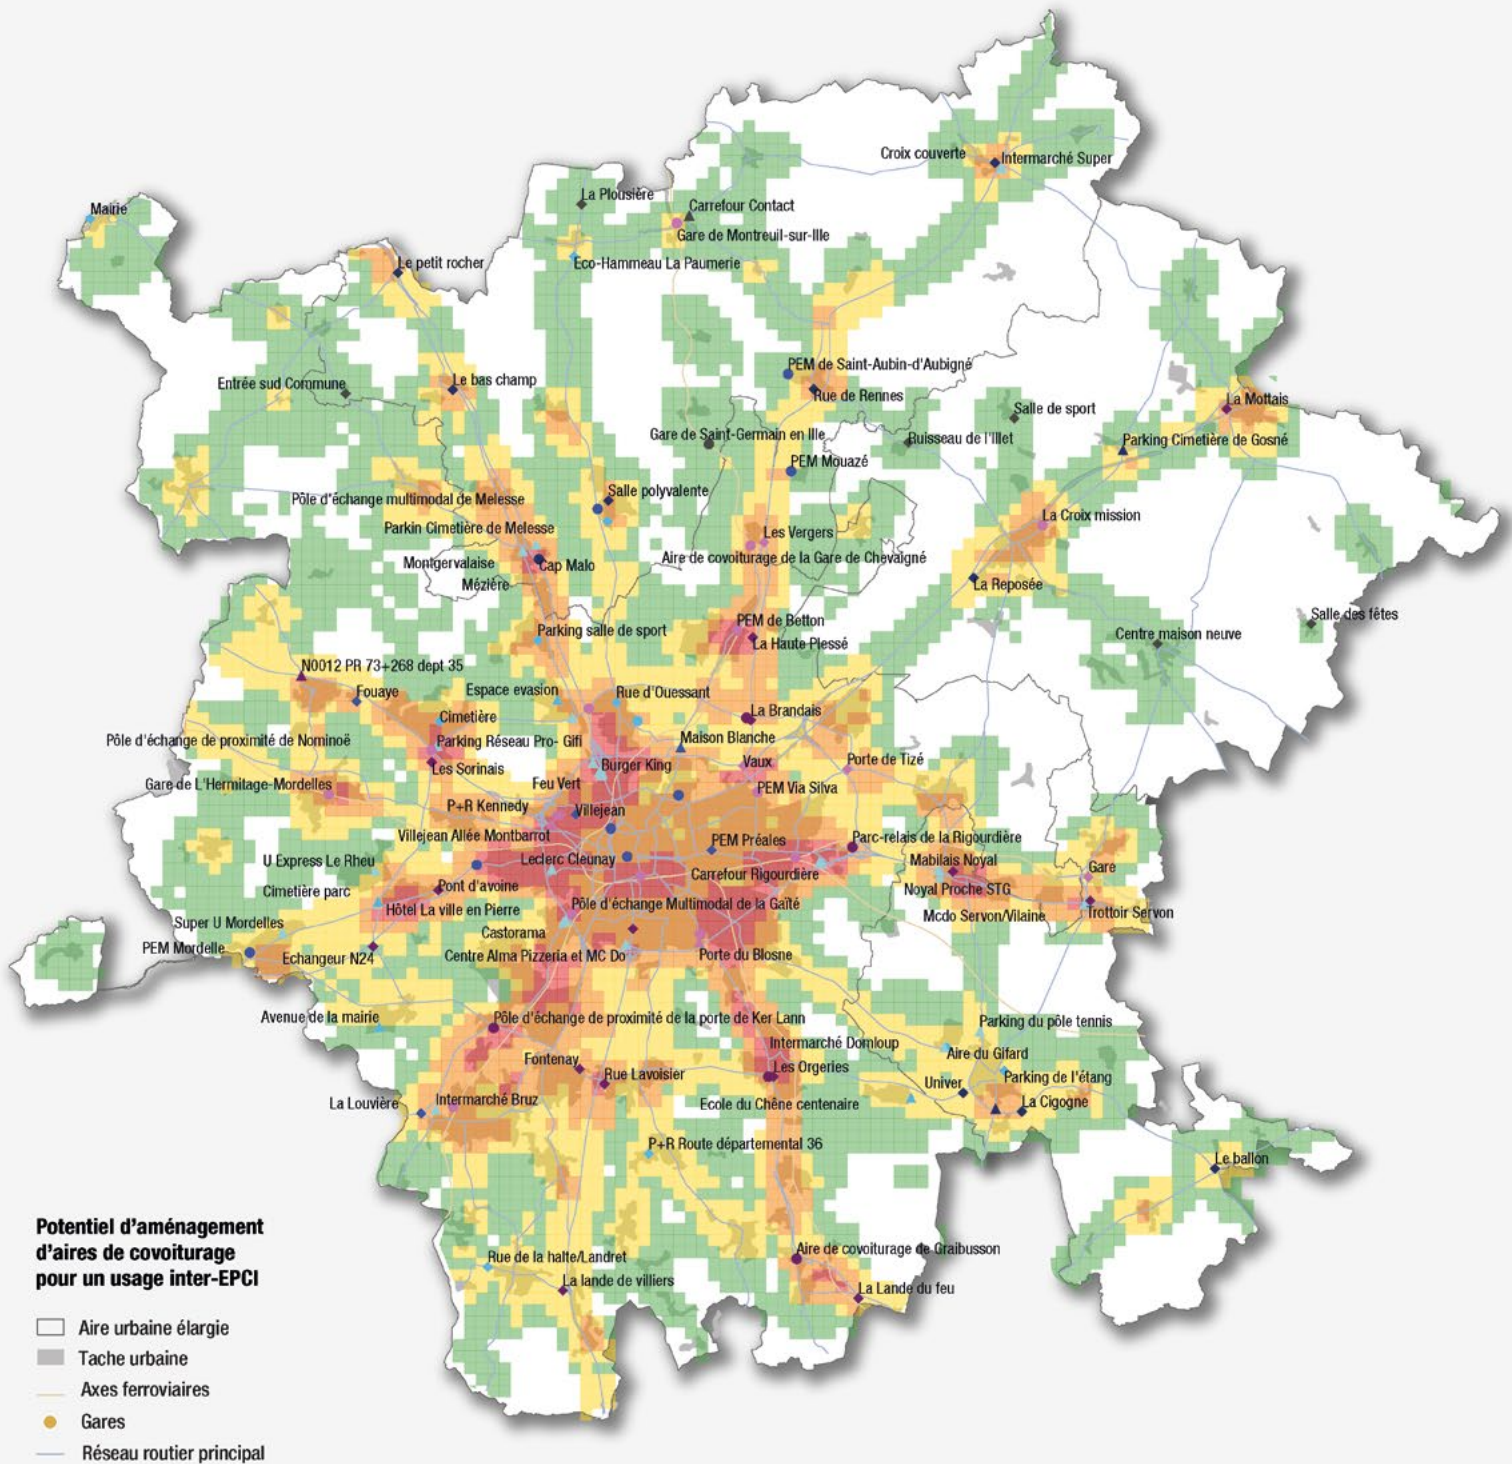 Croix couverte
Intermarché Super
La Plousière
Carrefour Contact
Mairie
Gare de Montreuil-sur-Ille
Le petit rocher
Eco-Hammeau La Paumerie
PEM de Saint-Aubin-d'Aubigné
Le bas champ
Entrée sud Commune
Rue de Rennes
La Mottais
Salle de sport
Gare de Saint-Germain en Ille
Ruisseau de l'Illet
Parking Cimetière de Gosné
PEM Mouazé
Salle polyvalente
Pôle d'échange multimodal de Melesse
La Croix mission
Parkin Cimetière de Melesse
Les Vergers
Aire de covoiturage de la Gare de Chevaigné
Montgervalaise
Cap Malo
Mézière
La Reposée
Salle des fêtes
PEM de Betton
Parking salle de sport
Centre maison neuve
La Haute Plessé
N0012 PR 73+268 dept 35
Fouaye
Espace evasion
Rue d'Ouessant
La Brandais
Cimetière
Maison Blanche
Pôle d'échange de proximité de Nominoë
Parking Réseau Pro- Gifi
Porte de Tizé
Les Sorinais
Burger King
Vaux
Gare de L'Hermitage-Mordelles
Feu Vert
PEM Via Silva
P+R Kennedy
Villejean
Villejean Allée Montbarrot
PEM Préales
Parc-relais de la Rigourdière
U Express Le Rheu
Leclerc Cleunay
Mabilais Noyal
Carrefour Rigourdière
Gare
Cimetière parc
Pont d'avoine
Noyal Proche STG
Hôtel La ville en Pierre
Pôle d'échange Multimodal de la Gaîté
Mcdo Servon/Vilaine
Trottoir Servon
Super U Mordelles
Castorama
PEM Mordelle
Echangeur N24
Centre Alma Pizzeria et MC Do
Porte du Blosne
Avenue de la mairie
Pôle d'échange de proximité de la porte de Ker Lann
Parking du pôle tennis
Intermarché Domloup
Aire du Gifard
Fontenay
Les Orgeries
Rue Lavoisier
Univer
Parking de l'étang
La Louvière
Intermarché Bruz
Ecole du Chêne centenaire
La Cigogne
P+R Route départemental 36
Le ballon
Aire de covoiturage de Graibusson
Rue de la halte/Landret
La lande de villiers
La Lande du feu
Potentiel d'aménagement
d'aires de covoiturage
pour un usage inter-EPCI
Aire urbaine élargie
Tache urbaine
Axes ferroviaires
Gares
Réseau routier principal